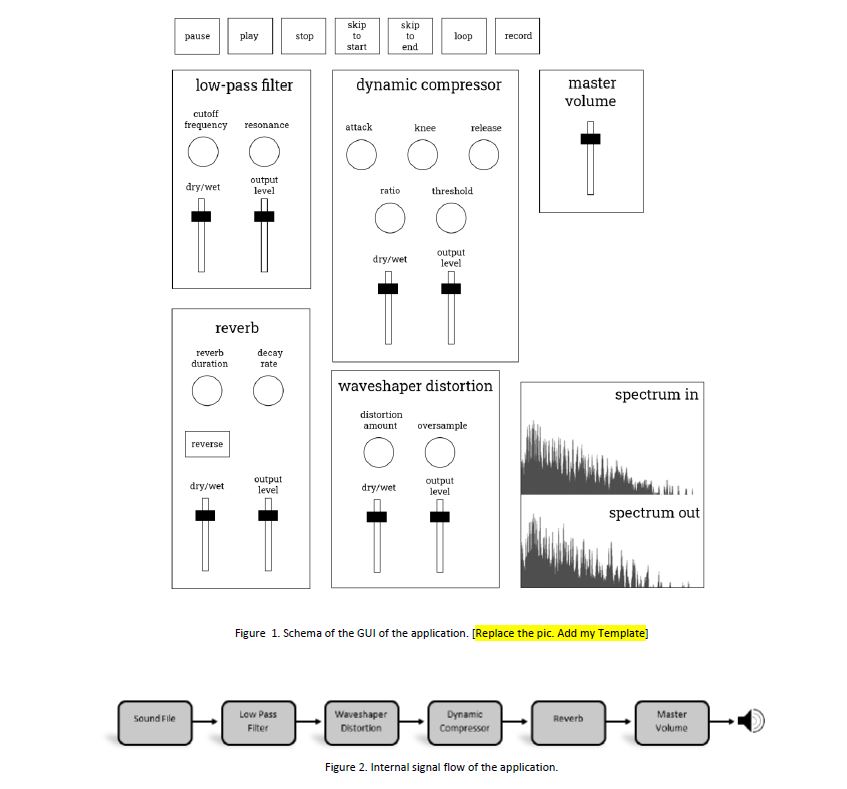 pause
play
stop
skip
to
start
skip
to
end
loop
record
low-pass filter
cutoff
frequency
resonance
dry/wet
output
level
dynamic compressor
attack
knee
release
ratio
threshold
dry/wet
output
level
master
volume
reverb
reverb
duration
decay
rate
reverse
dry/wet
output
level
waveshaper distortion
distortion
amount
oversample
dry/wet
output
level
spectrum in
spectrum out
Figure 1. Schema of the GUI of the application. [Replace the pic. Add my Template]
Sound File
Low Pass
Filter
Waveshaper
Distortion
Dynamic
Compressor
Reverb
Master
Volume
Figure 2. Internal signal flow of the application.